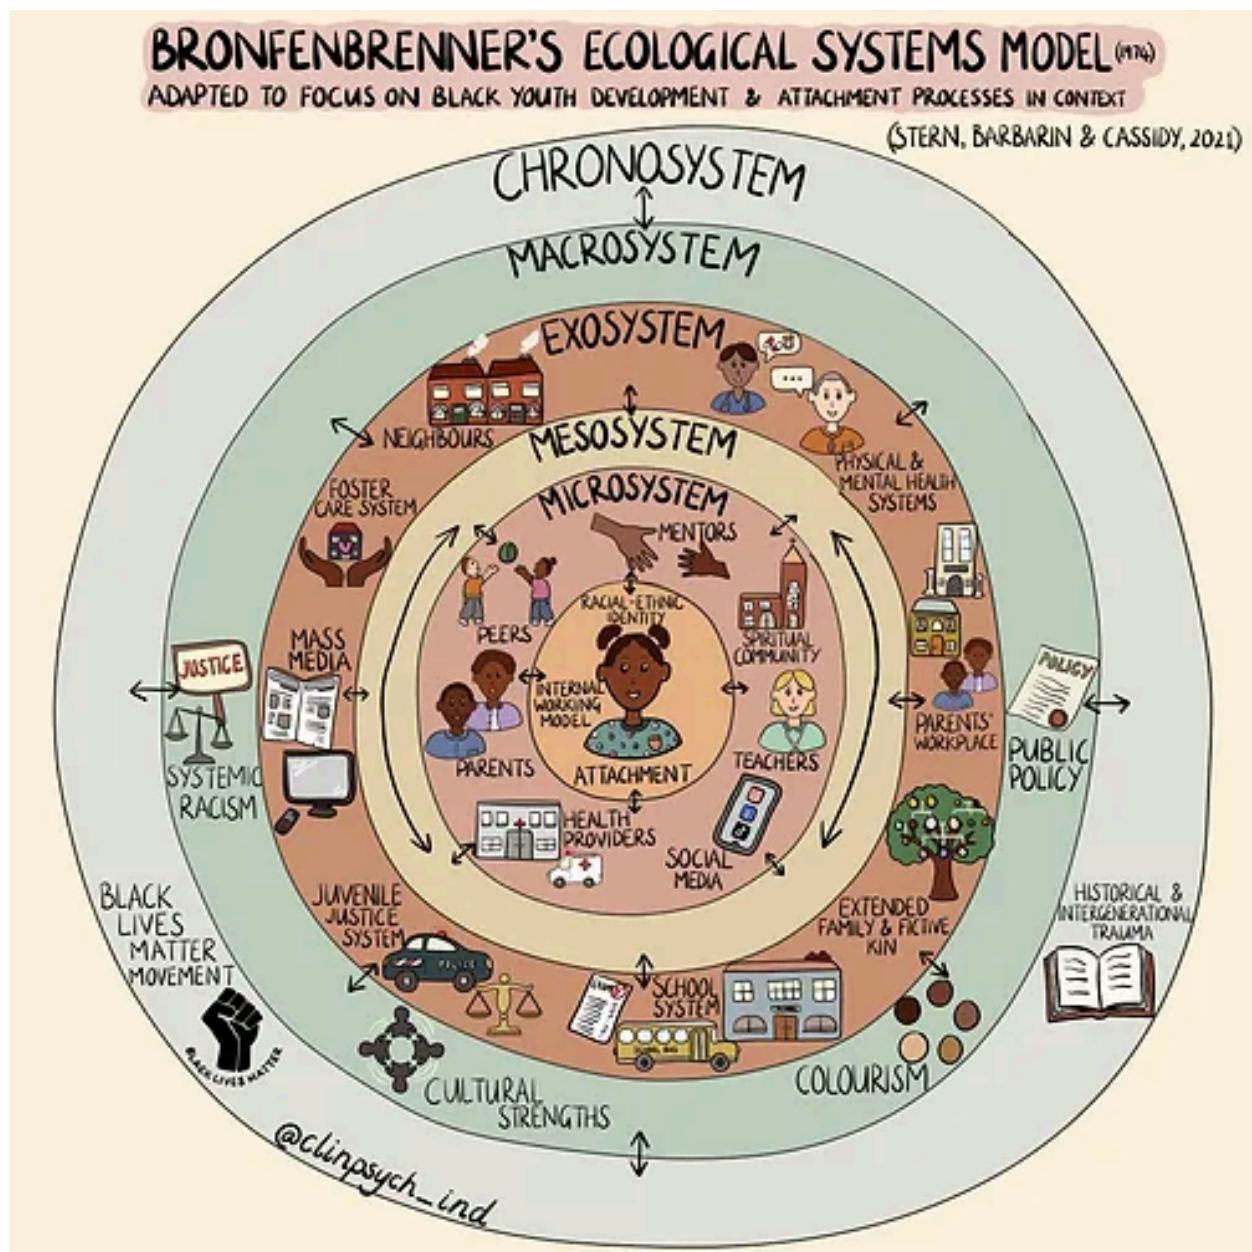 BRONFENBRENNER'S ECOLOGICAL SYSTEMS MODEL (1974)
ADAPTED TO FOCUS ON BLACK YOUTH DEVELOPMENT & ATTACHMENT PROCESSES IN CONTEXT
(STERN, BARBARIN & CASSIDY, 2021)
CHRONOSYSTEM
MACROSYSTEM
EXOSYSTEM
NEIGHBOURS
MESOSYSTEM
PHYSICAL &
MENTAL HEALTH
SYSTEMS
FOSTER
CARE SYSTEM
MICROSYSTEM
MENTORS
RACIAL-ETHNIC
IDENTITY
PEERS
SPIRITUAL
COMMUNITY
MASS
MEDIA
JUSTICE
POLICY
INTERNAL
WORKING
MODEL
PARENTS'
WORKPLACE
PARENTS
ATTACHMENT
TEACHERS
PUBLIC
POLICY
SYSTEMIC
RACISM
HEALTH
PROVIDERS
SOCIAL
MEDIA
BLACK
LIVES
MATTER
MOVEMENT
JUVENILE
JUSTICE
SYSTEM
POLICE
EXTENDED
FAMILY & FICTIVE
KIN
HISTORICAL &
INTERGENERATIONAL
TRAUMA
SCHOOL
SYSTEM
SCHOOL BUS
BLACK LIVES MATTER
CULTURAL
STRENGTHS
COLOURISM
@clinpsych_ind